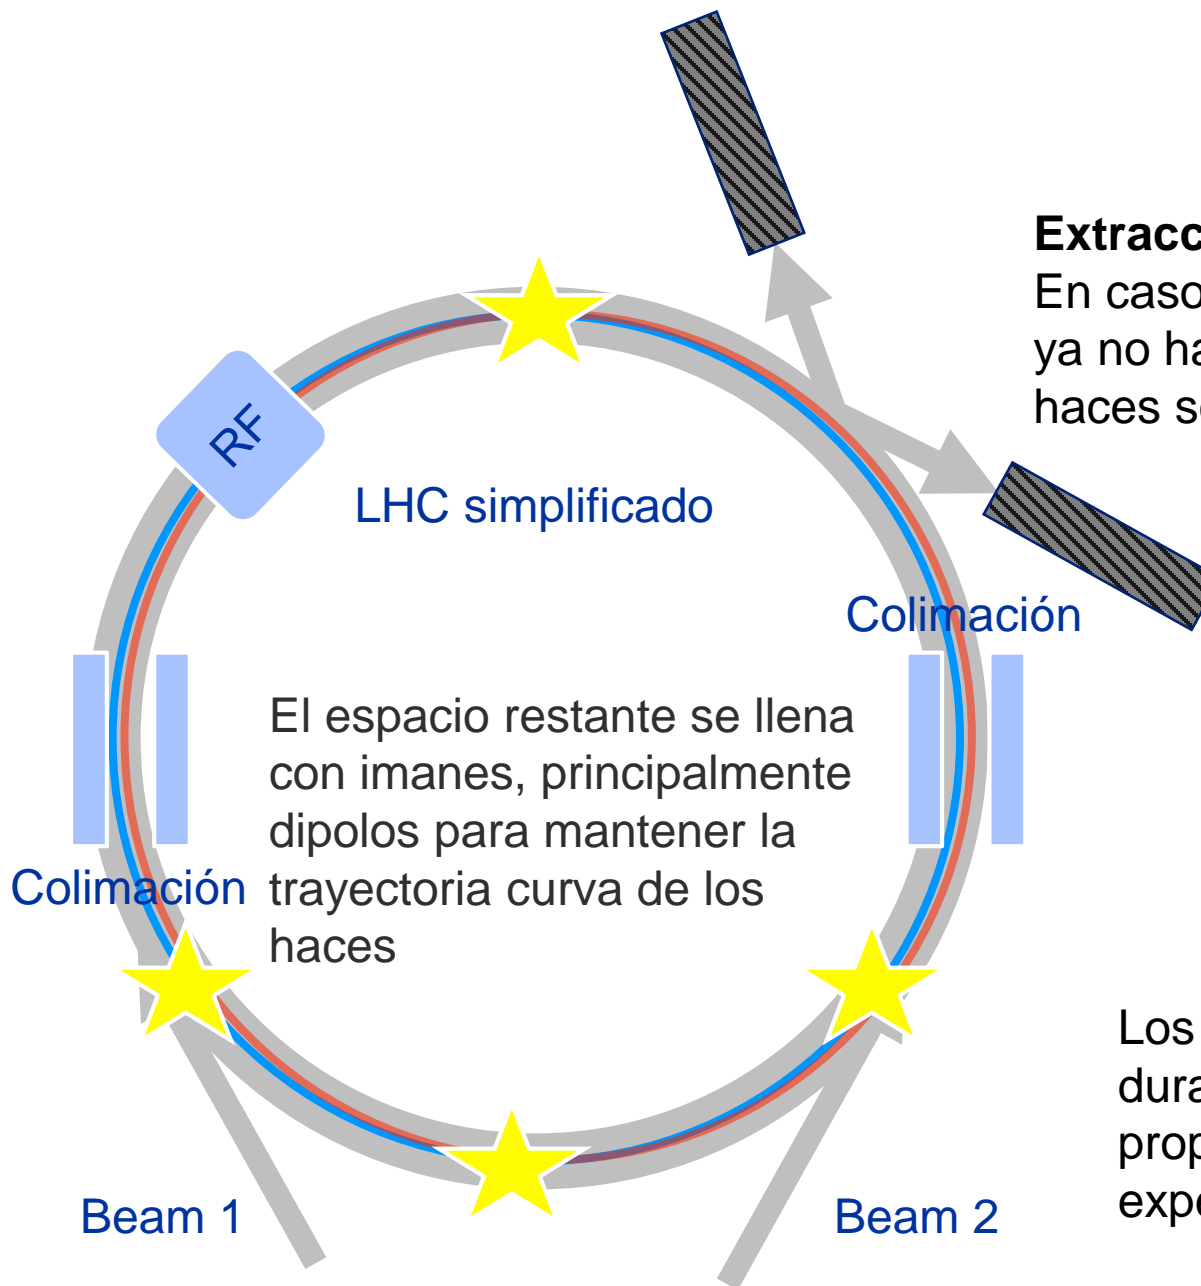 Extracc
En caso
ya no ha
haces se
RF
LHC simplificado
Colimación
El espacio restante se llena
con imanes, principalmente
dipolos para mantener la
trayectoria curva de los
haces
Colimación
Los
dura
prop
expe
Beam 1
Beam 2